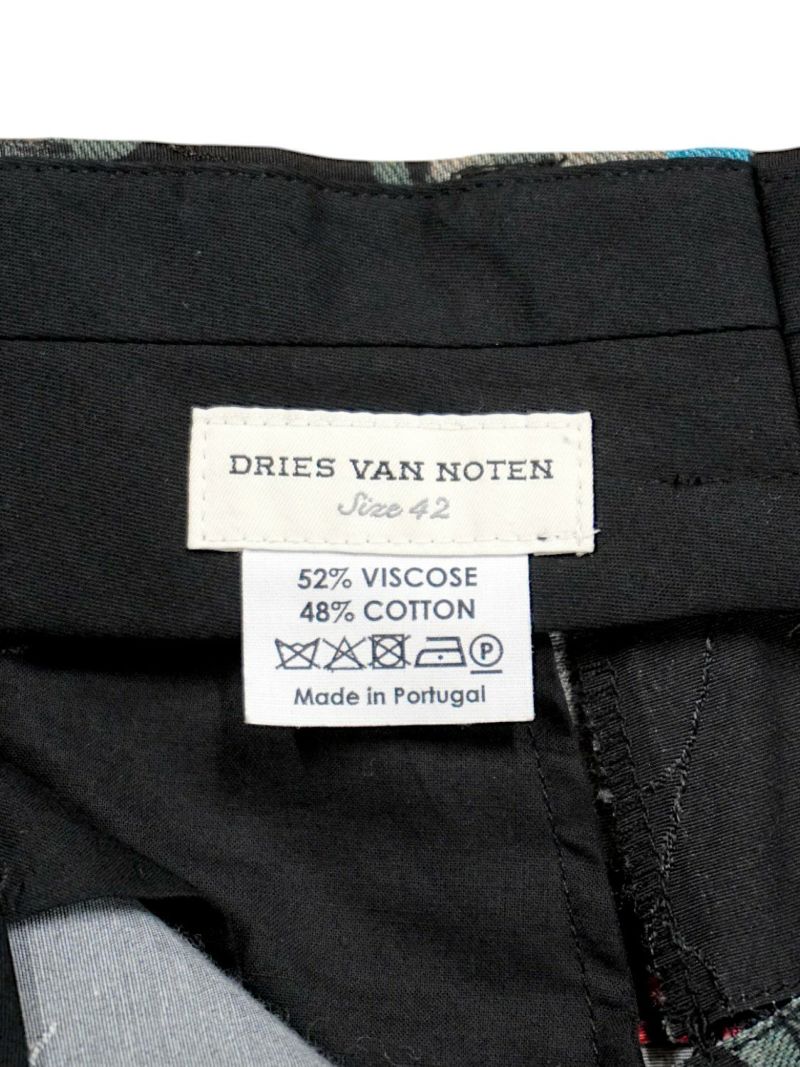 DRIES VAN NOTEN
Size 42
52% VISCOSE
48% COTTON
P
Made in Portugal